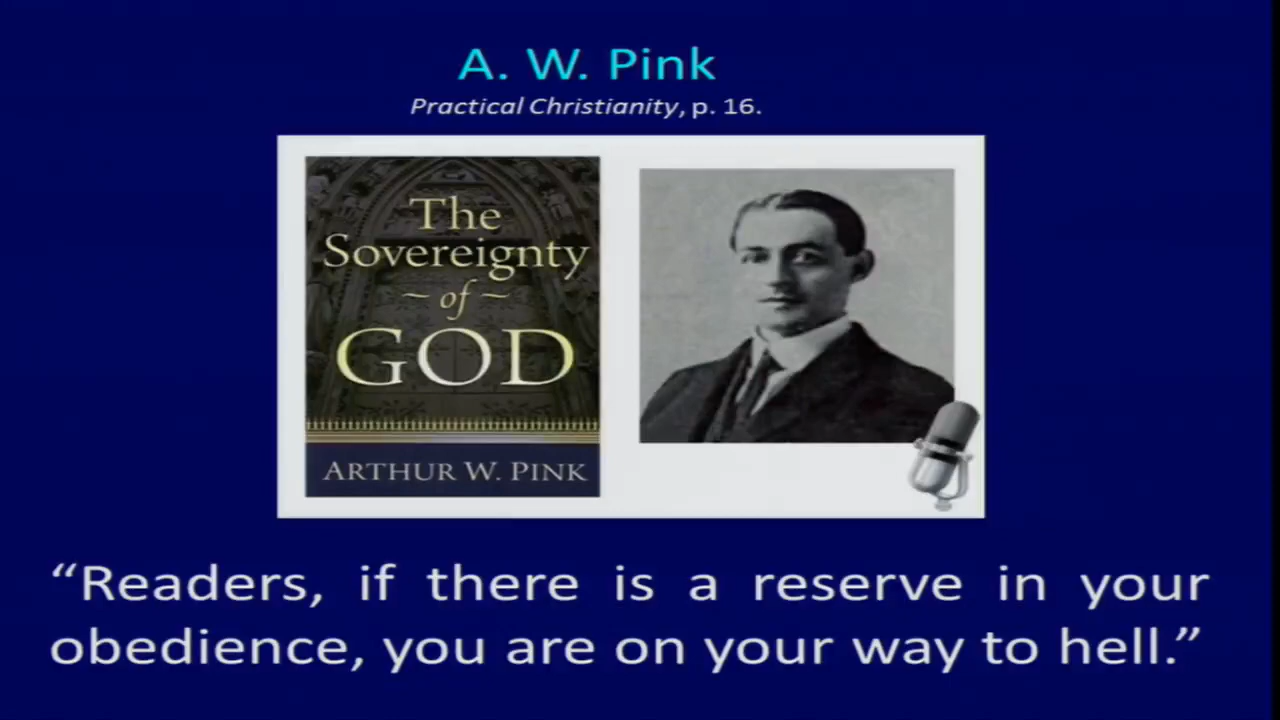 A. W. Pink
Practical Christianity, p. 16.
The
Sovereignty
~ of ~
GOD
ARTHUR W. PINK
“Readers, if there is a reserve in your
obedience, you are on your way to hell.”